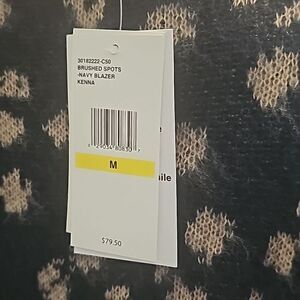 30182222-C50
BRUSHED SPOTS
-NAVY BLAZER
KENNA
M
$79.50